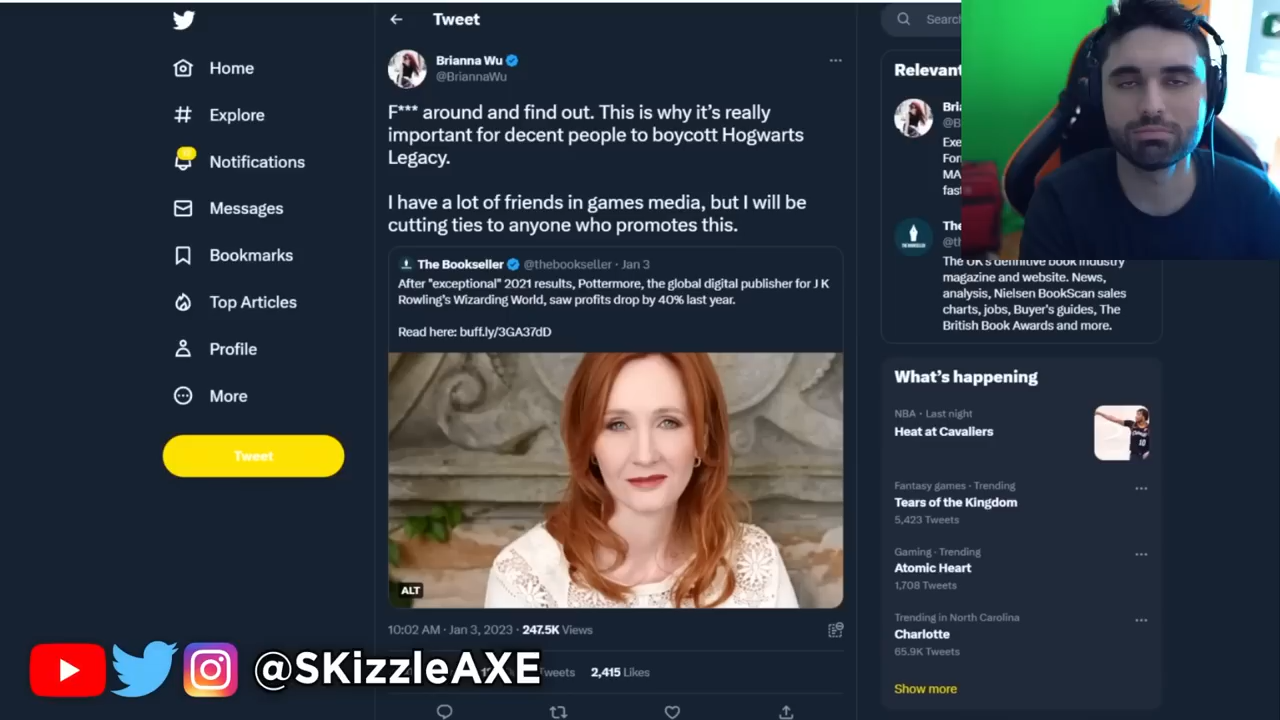 Home
Explore
Notifications
Messages
Bookmarks
Top Articles
Profile
More
Tweet
Tweet
Brianna Wu
@BriannaWu
F*** around and find out. This is why it's really
important for decent people to boycott Hogwarts
Legacy.
I have a lot of friends in games media, but I will be
cutting ties to anyone who promotes this.
The Bookseller @thebookseller · Jan 3
After "exceptional" 2021 results, Pottermore, the global digital publisher for J K
Rowling's Wizarding World, saw profits drop by 40% last year.
Read here: buff.ly/3GA37dD
ALT
10:02 AM · Jan 3, 2023 · 247.5K Views
2,415 Likes
Search
Relevant
The UK's definitive book industry
magazine and website. News,
analysis, Nielsen BookScan sales
charts, jobs, Buyer's guides, The
British Book Awards and more.
What's happening
NBA · Last night
Heat at Cavaliers
Fantasy games · Trending
Tears of the Kingdom
5,423 Tweets
Gaming · Trending
Atomic Heart
1,708 Tweets
Trending in North Carolina
Charlotte
65.9K Tweets
Show more
@SKizzleAXE